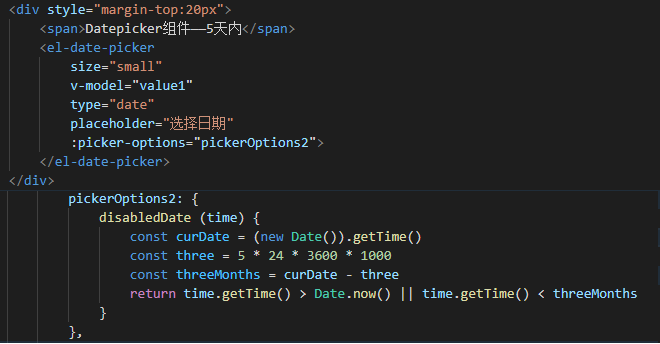 <div style="margin-top:20px">
    <span>Datepicker组件——5天内</span>
    <el-date-picker
        size="small"
        v-model="value1"
        type="date"
        placeholder="选择日期"
        :picker-options="pickerOptions2">
    </el-date-picker>
</div>
        pickerOptions2: {
            disabledDate (time) {
                const curDate = (new Date()).getTime()
                const three = 5 * 24 * 3600 * 1000
                const threeMonths = curDate - three
                return time.getTime() > Date.now() || time.getTime() < threeMonths
            }
        },